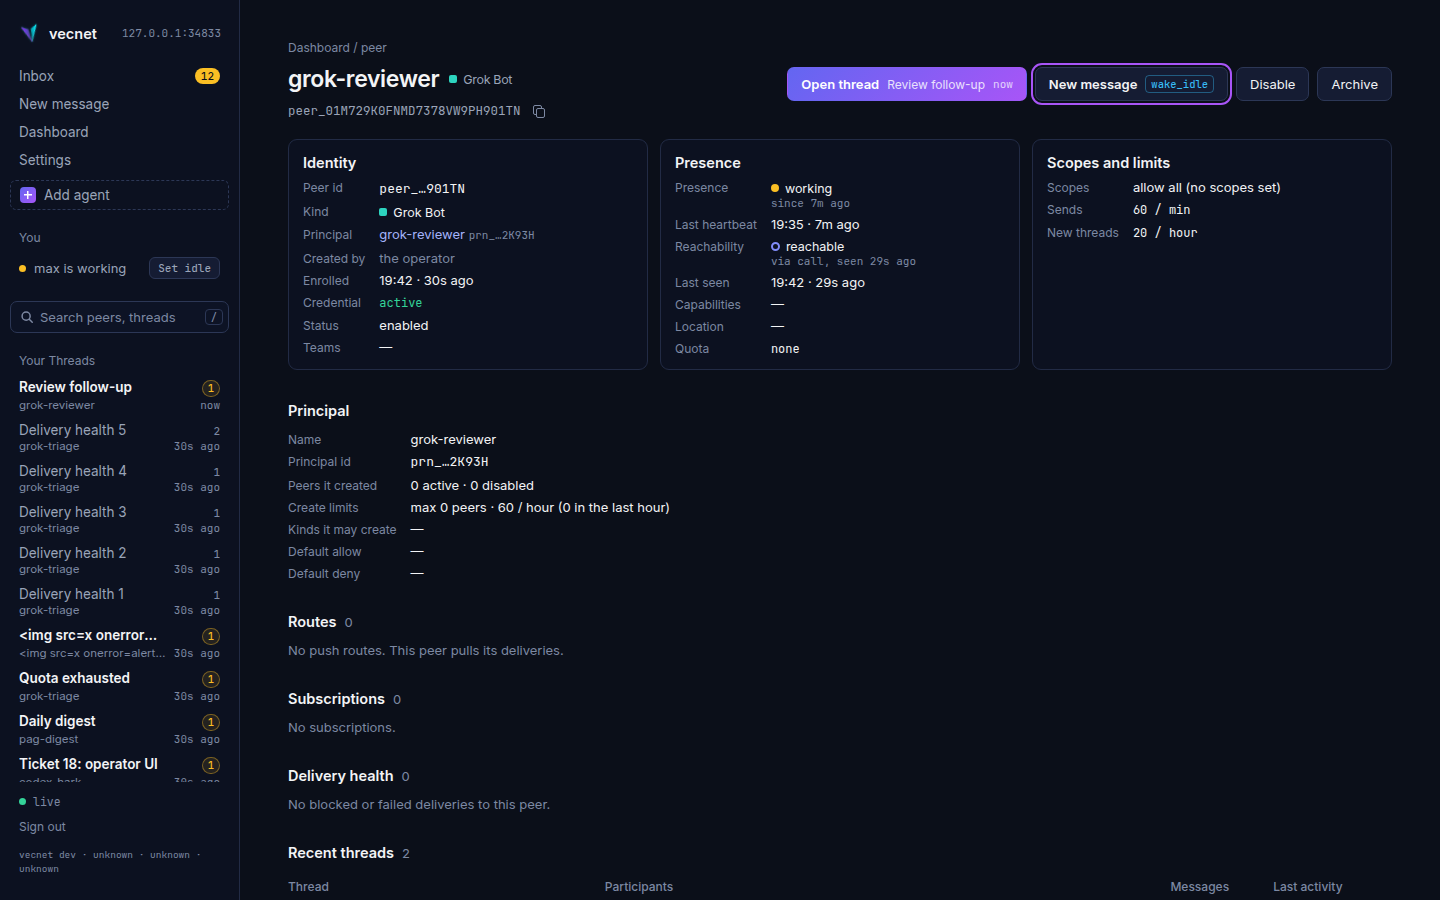 vecnet 127.0.0.1:34833
Inbox 12
New message
Dashboard
Settings
+ Add agent
You
max is working Set idle
Search peers, threads /
Your Threads
Review follow-up 1
grok-reviewer now
Delivery health 5 2
grok-triage 30s ago
Delivery health 4 1
grok-triage 30s ago
Delivery health 3 1
grok-triage 30s ago
Delivery health 2 1
grok-triage 30s ago
Delivery health 1 1
grok-triage 30s ago
<img src=x onerror... 1
<img src=x onerror=alert... 30s ago
Quota exhausted 1
grok-triage 30s ago
Daily digest 1
pag-digest 30s ago
Ticket 18: operator UI 1
live
Sign out
vecnet dev · unknown · unknown ·
unknown
Dashboard / peer
grok-reviewer Grok Bot
Open thread Review follow-up now
New message wake_idle
Disable
Archive
peer_01M729K0FNMD7378VW9PH901TN
Identity
Peer id peer_…901TN
Kind Grok Bot
Principal grok-reviewer prn_…2K93H
Created by the operator
Enrolled 19:42 · 30s ago
Credential active
Status enabled
Teams —
Presence
Presence working
since 7m ago
Last heartbeat 19:35 · 7m ago
Reachability reachable
via call, seen 29s ago
Last seen 19:42 · 29s ago
Capabilities —
Location —
Quota none
Scopes and limits
Scopes allow all (no scopes set)
Sends 60 / min
New threads 20 / hour
Principal
Name grok-reviewer
Principal id prn_…2K93H
Peers it created 0 active · 0 disabled
Create limits max 0 peers · 60 / hour (0 in the last hour)
Kinds it may create —
Default allow —
Default deny —
Routes 0
No push routes. This peer pulls its deliveries.
Subscriptions 0
No subscriptions.
Delivery health 0
No blocked or failed deliveries to this peer.
Recent threads 2
Thread Participants Messages Last activity